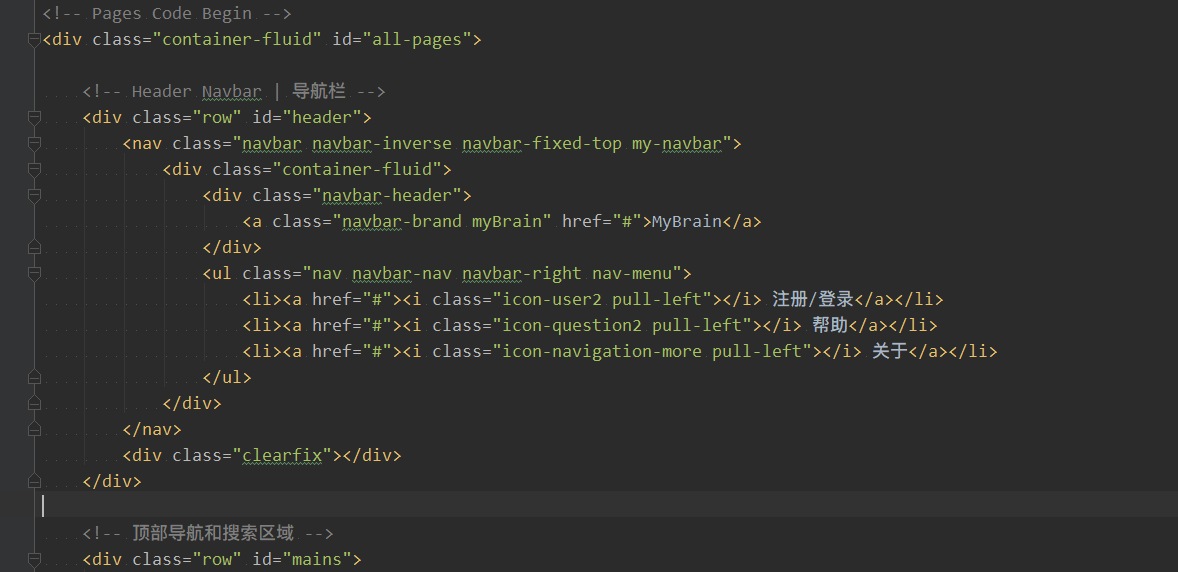 <!-- Pages Code Begin -->
<div class="container-fluid" id="all-pages">
<!-- Header Navbar | 导航栏 -->
<div class="row" id="header">
<nav class="navbar navbar-inverse navbar-fixed-top my-navbar">
<div class="container-fluid">
<div class="navbar-header">
<a class="navbar-brand myBrain" href="#">MyBrain</a>
</div>
<ul class="nav navbar-nav navbar-right nav-menu">
<li><a href="#"><i class="icon-user2 pull-left"></i> 注册/登录</a></li>
<li><a href="#"><i class="icon-question2 pull-left"></i> 帮助</a></li>
<li><a href="#"><i class="icon-navigation-more pull-left"></i> 关于</a></li>
</ul>
</div>
</nav>
<div class="clearfix"></div>
</div>
<!-- 顶部导航和搜索区域 -->
<div class="row" id="mains">